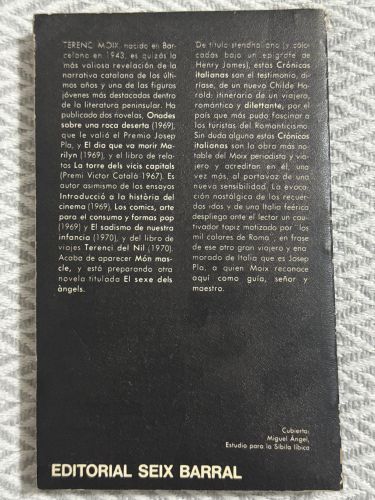 TERENC MOIX, nacido en Bar-
celona en 1943, es quizás la
más valiosa revelación de la
narrativa catalana de los últi-
mos años y una de las figuras
jóvenes más destacadas dentro
de la literatura peninsular. Ha
publicado dos novelas, Onades
sobre una roca deserta (1969),
que le valió el Premio Josep
Pla, y El dia que va morir Ma-
rilyn (1969), y el libro de rela-
tos La torre dels vicis capitals
(Premi Victor Català 1967). Es
autor asimismo de los ensayos
Introducció a la història del
cinema (1969), Los comics, arte
para el consumo y formas pop
(1969) y El sadismo de nuestra
infancia (1970), y del libro de
viajes Terenci del Nil (1970).
Acaba de aparecer Món mas-
cle, y está preparando otra
novela titulada El sexe dels
àngels.
De título stendhaliano (y colo-
cadas bajo un epígrafe de
Henry James), estas Crónicas
italianas son el testimonio, di-
ríase, de un nuevo Childe Ha-
rold: itinerario de un viajero,
romántico y dilettante, por el
país que más pudo fascinar a
los turistas del Romanticismo.
Sin duda alguna estas Crónicas
italianas son la obra más no-
table del Moix periodista y via-
jero y acreditan en él, una
vez más, al portavoz de una
nueva sensibilidad. La evoca-
ción nostálgica de los recuer-
dos idos y de una Italia feérica
despliega ante el lector un cau-
tivador tapiz matizado por "los
mil colores de Roma", en frase
de ese otro gran viajero y ena-
morado de Italia que es Josep
Pla, a quien Moix reconoce
aquí como guía, señor y
maestro.
Cubierta:
Miguel Ángel,
Estudio para la Sibila líbica
EDITORIAL SEIX BARRAL